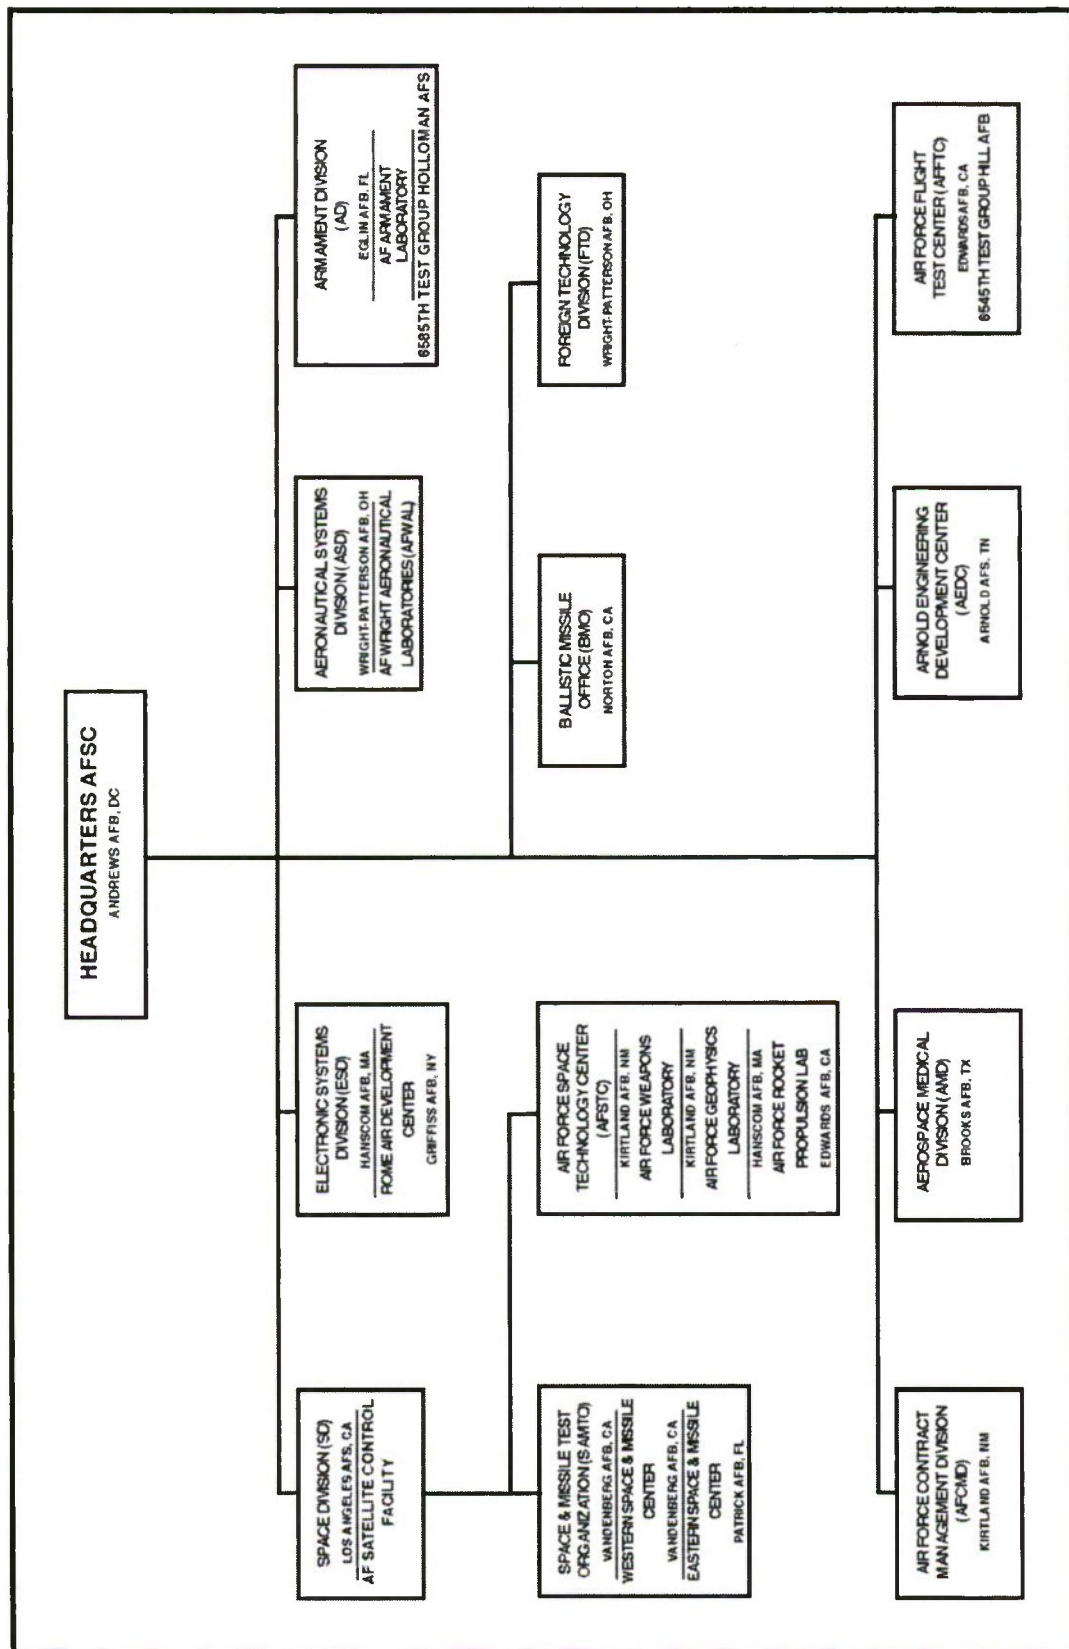 HEADQUARTERS AFSC
ANDREWS AFB, DC
SPACE DIVISION (SD)
LOS ANGELES AFS, CA
AF SATELLITE CONTROL
FACILITY
ELECTRONIC SYSTEMS
DIVISION (ESD)
HANSCOM AFB, MA
ROME AIR DEVELOPMENT
CENTER
GRIFFISS AFB, NY
AERONAUTICAL SYSTEMS
DIVISION (ASD)
WRIGHT-PATTERSON AFB, OH
AF WRIGHT AERONAUTICAL
LABORATORIES (AFWAL)
ARMAMENT DIVISION
(AD)
EGLIN AFB, FL
AF ARMAMENT
LABORATORY
6585TH TEST GROUP HOLLOMAN AFS
SPACE & MISSILE TEST
ORGANIZATION (SAMTO)
VANDENBERG AFB, CA
WESTERN SPACE & MISSILE
CENTER
VANDENBERG AFB, CA
EASTERN SPACE & MISSILE
CENTER
PATRICK AFB, FL
AIR FORCE SPACE
TECHNOLOGY CENTER
(AFSTC)
KIRTLAND AFB, NM
AIR FORCE WEAPONS
LABORATORY
KIRTLAND AFB, NM
AIR FORCE GEOPHYSICS
LABORATORY
HANSCOM AFB, MA
AIR FORCE ROCKET
PROPULSION LAB
EDWARDS AFB, CA
BALLISTIC MISSILE
OFFICE (BMO)
NORTON AFB, CA
FOREIGN TECHNOLOGY
DIVISION (FTD)
WRIGHT-PATTERSON AFB, OH
AIR FORCE CONTRACT
MANAGEMENT DIVISION
(AFCMD)
KIRTLAND AFB, NM
AEROSPACE MEDICAL
DIVISION (AMD)
BROOKS AFB, TX
ARNOLD ENGINEERING
DEVELOPMENT CENTER
(AEDC)
ARNOLD AFS, TN
AIR FORCE FLIGHT
TEST CENTER (AFFTC)
EDWARDS AFB, CA
6545TH TEST GROUP HILL AFB